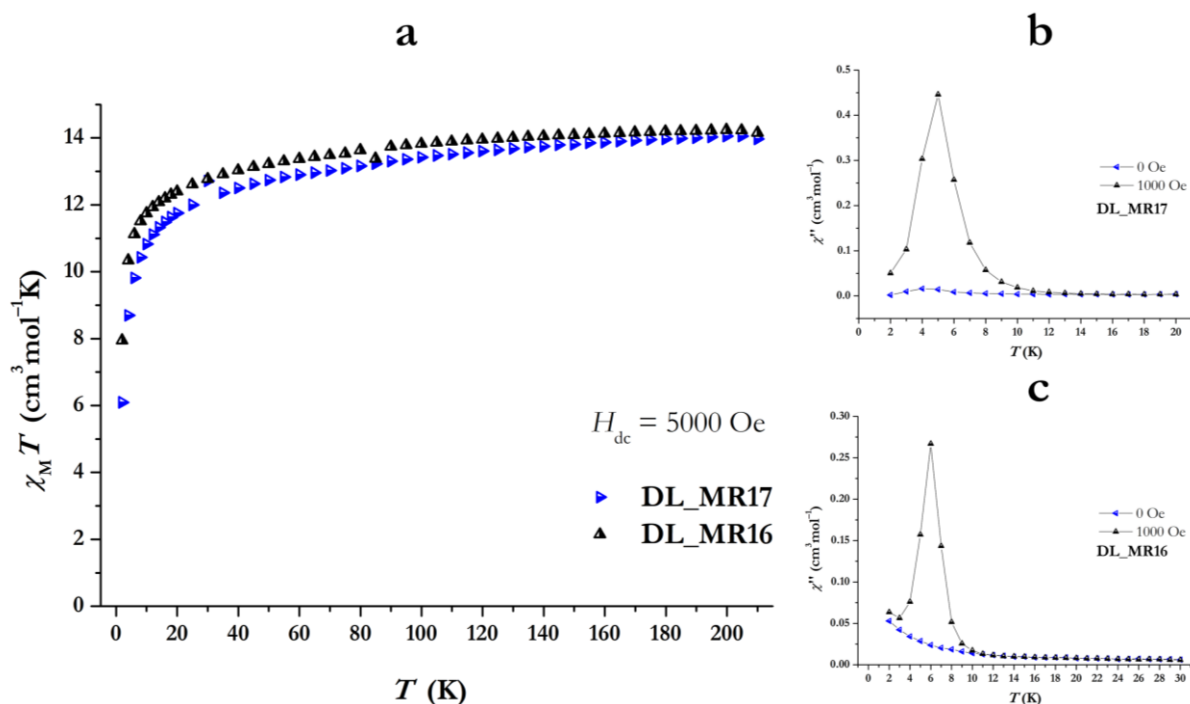 a
χ_M T (cm³mol⁻¹K)
14
12
10
8
6
4
2
0
0 20 40 60 80 100 120 140 160 180 200
T (K)
H_dc = 5000 Oe
DL_MR17
DL_MR16
b
χ'' (cm³mol⁻¹)
0.5
0.4
0.3
0.2
0.1
0.0
0 2 4 6 8 10 12 14 16 18 20
T (K)
0 Oe
1000 Oe
DL_MR17
c
χ'' (cm³mol⁻¹)
0.30
0.25
0.20
0.15
0.10
0.05
0.00
0 2 4 6 8 10 12 14 16 18 20 22 24 26 28 30
T (K)
0 Oe
1000 Oe
DL_MR16